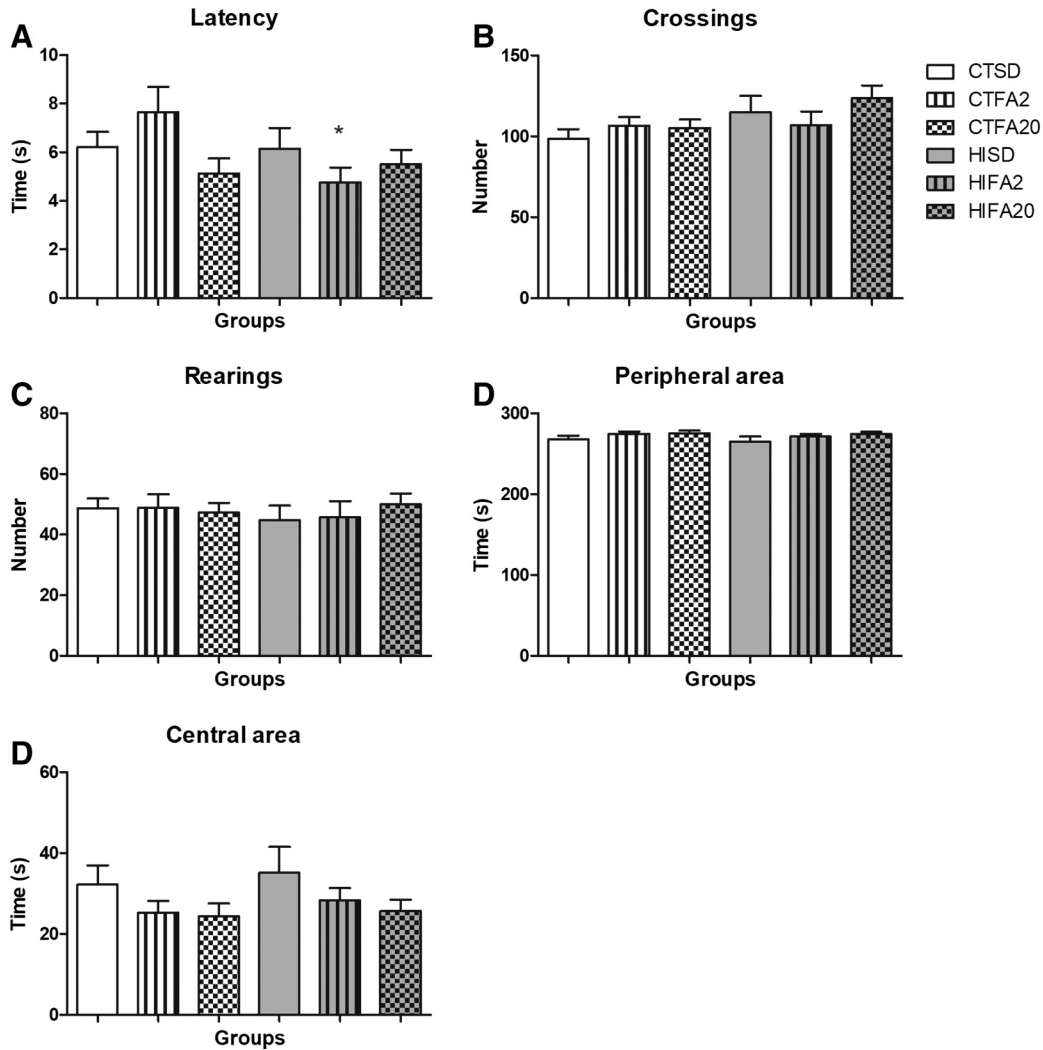 A
Latency
10
8
6
4
2
0
Time (s)
*
Groups
B
Crossings
150
100
50
0
Number
Groups
CTSD
CTFA2
CTFA20
HISD
HIFA2
HIFA20
C
Rearings
80
60
40
20
0
Number
Groups
D
Peripheral area
300
200
100
0
Time (s)
Groups
D
Central area
60
40
20
0
Time (s)
Groups